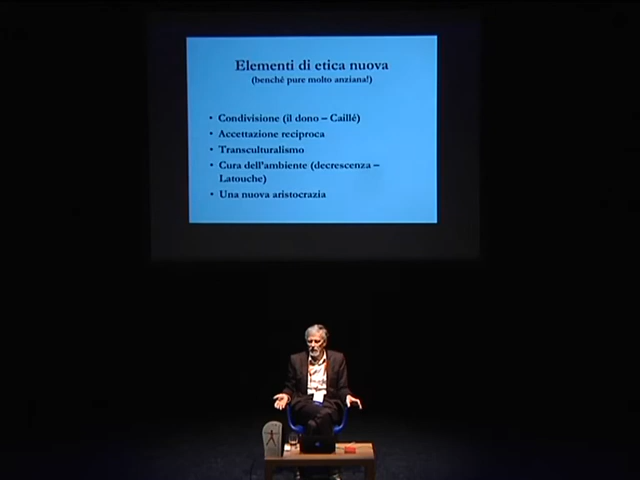 Elementi di etica nuova
(benché pure molto anziana!)
• Condivisione (il dono – Caillé)
• Accettazione reciproca
• Transculturalismo
• Cura dell'ambiente (decrescenza –
Latouche)
• Una nuova aristocrazia